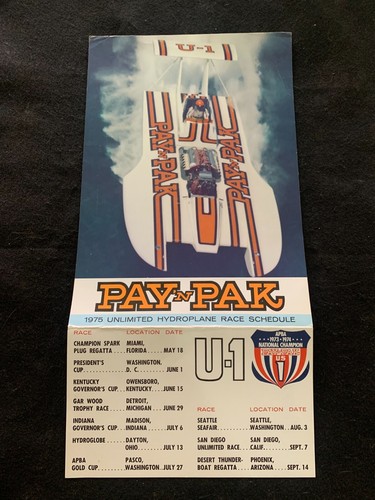 U-1
PAY-N-PAK
PAY-N-PAK
PAY 'N PAK
1975 UNLIMITED HYDROPLANE RACE SCHEDULE
RACE LOCATION DATE
CHAMPION SPARK MIAMI,
PLUG REGATTA....FLORIDA....MAY 18
PRESIDENT'S WASHINGTON,
CUP................D. C.....JUNE 1
KENTUCKY OWENSBORO,
GOVERNOR'S CUP....KENTUCKY....JUNE 15
GAR WOOD DETROIT,
TROPHY RACE....MICHIGAN....JUNE 29
INDIANA MADISON,
GOVERNOR'S CUP....INDIANA....JULY 6
HYDROGLOBE....DAYTON,
OHIO....JULY 13
APBA PASCO,
GOLD CUP....WASHINGTON..JULY 27
U-1
APBA
1973 • 1974
NATIONAL CHAMPION
US
RACE LOCATION DATE
SEATTLE SEATTLE,
SEAFAIR..........WASHINGTON..AUG. 3
SAN DIEGO SAN DIEGO,
UNLIMITED RACE....CALIF.....SEPT. 7
DESERT THUNDER- PHOENIX,
BOAT REGATTA....ARIZONA....SEPT. 14